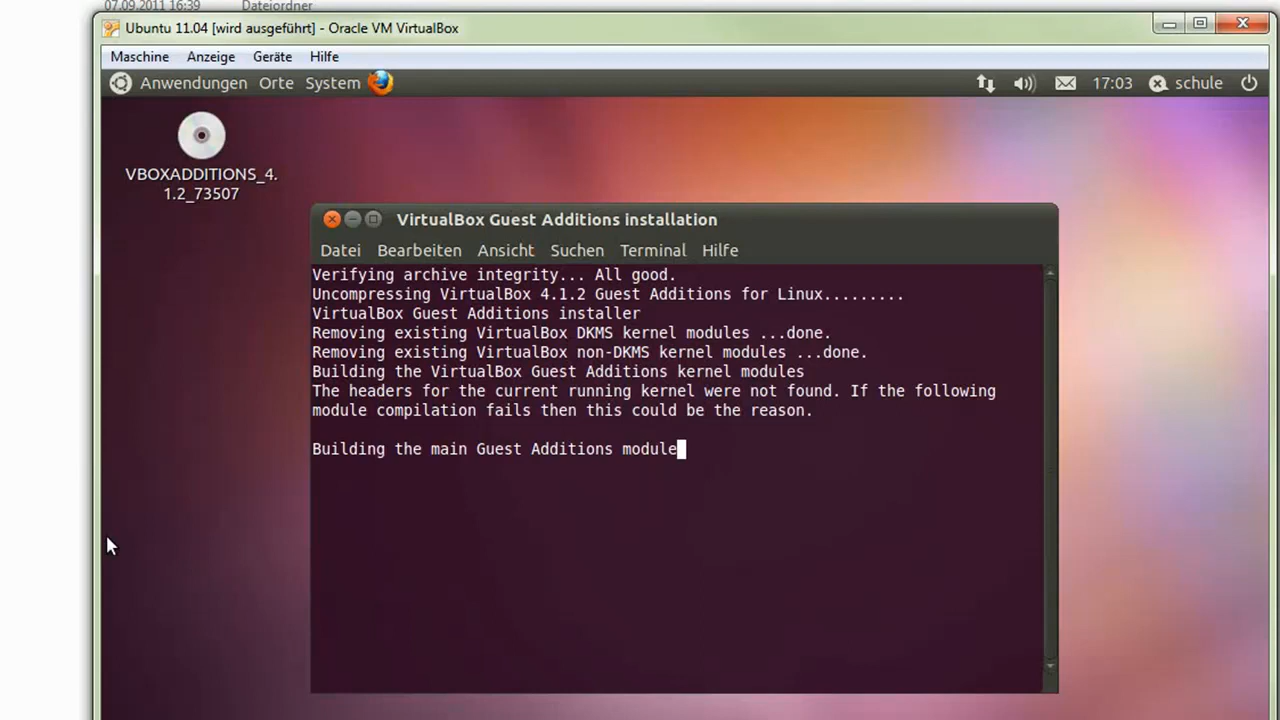 07.09.2011 16:39 Dateiordner
Ubuntu 11.04 [wird ausgeführt] - Oracle VM VirtualBox
Maschine Anzeige Geräte Hilfe
Anwendungen Orte System 17:03 schule
VBOXADDITIONS_4.
1.2_73507
VirtualBox Guest Additions installation
Datei Bearbeiten Ansicht Suchen Terminal Hilfe
Verifying archive integrity... All good.
Uncompressing VirtualBox 4.1.2 Guest Additions for Linux.........
VirtualBox Guest Additions installer
Removing existing VirtualBox DKMS kernel modules ...done.
Removing existing VirtualBox non-DKMS kernel modules ...done.
Building the VirtualBox Guest Additions kernel modules
The headers for the current running kernel were not found. If the following
module compilation fails then this could be the reason.
Building the main Guest Additions module